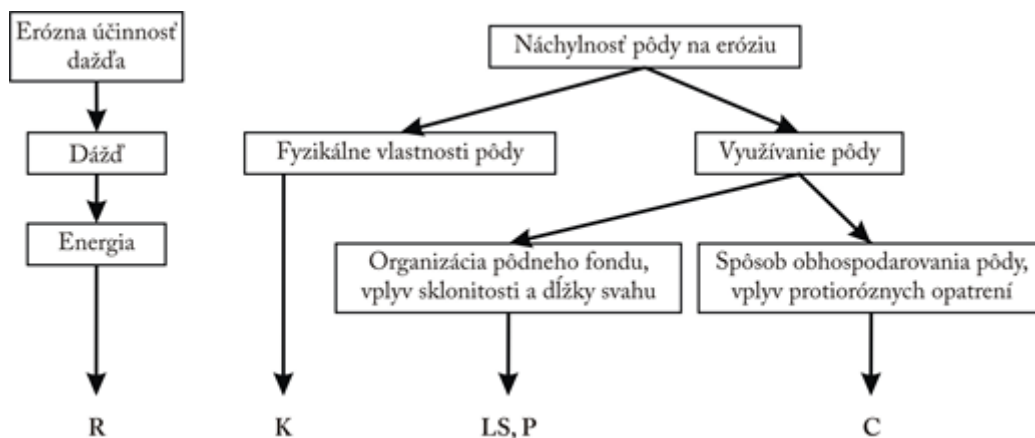 Erózna účinnosť
dažďa
Náchylnosť pôdy na eróziu
Dážď
Fyzikálne vlastnosti pôdy
Využívanie pôdy
Energia
Organizácia pôdneho fondu,
vplyv sklonitosti a dĺžky svahu
Spôsob obhospodarovania pôdy,
vplyv protioróznych opatrení
R
K
LS, P
C